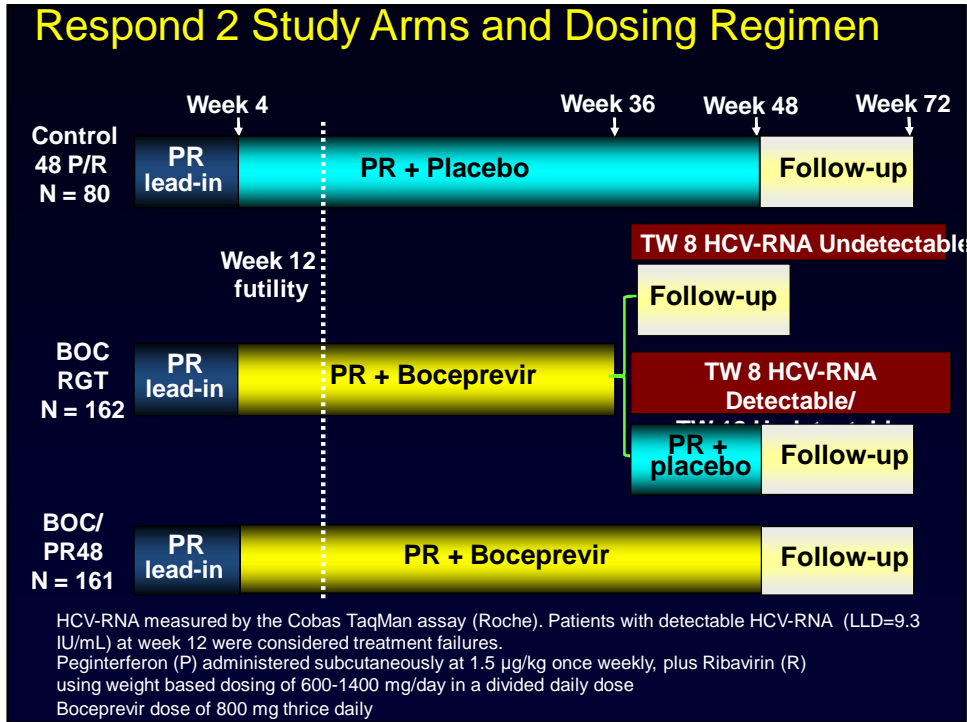 Respond 2 Study Arms and Dosing Regimen
Week 4
Week 36
Week 48
Week 72
Control
48 P/R
N = 80
PR
lead-in
PR + Placebo
Follow-up
Week 12
futility
TW 8 HCV-RNA Undetectable
Follow-up
BOC
RGT
N = 162
PR
lead-in
PR + Boceprevir
TW 8 HCV-RNA
Detectable/
PR +
placebo
Follow-up
BOC/
PR48
N = 161
PR
lead-in
PR + Boceprevir
Follow-up
HCV-RNA measured by the Cobas TaqMan assay (Roche). Patients with detectable HCV-RNA (LLD=9.3
IU/mL) at week 12 were considered treatment failures.
Peginterferon (P) administered subcutaneously at 1.5 µg/kg once weekly, plus Ribavirin (R)
using weight based dosing of 600-1400 mg/day in a divided daily dose
Boceprevir dose of 800 mg thrice daily